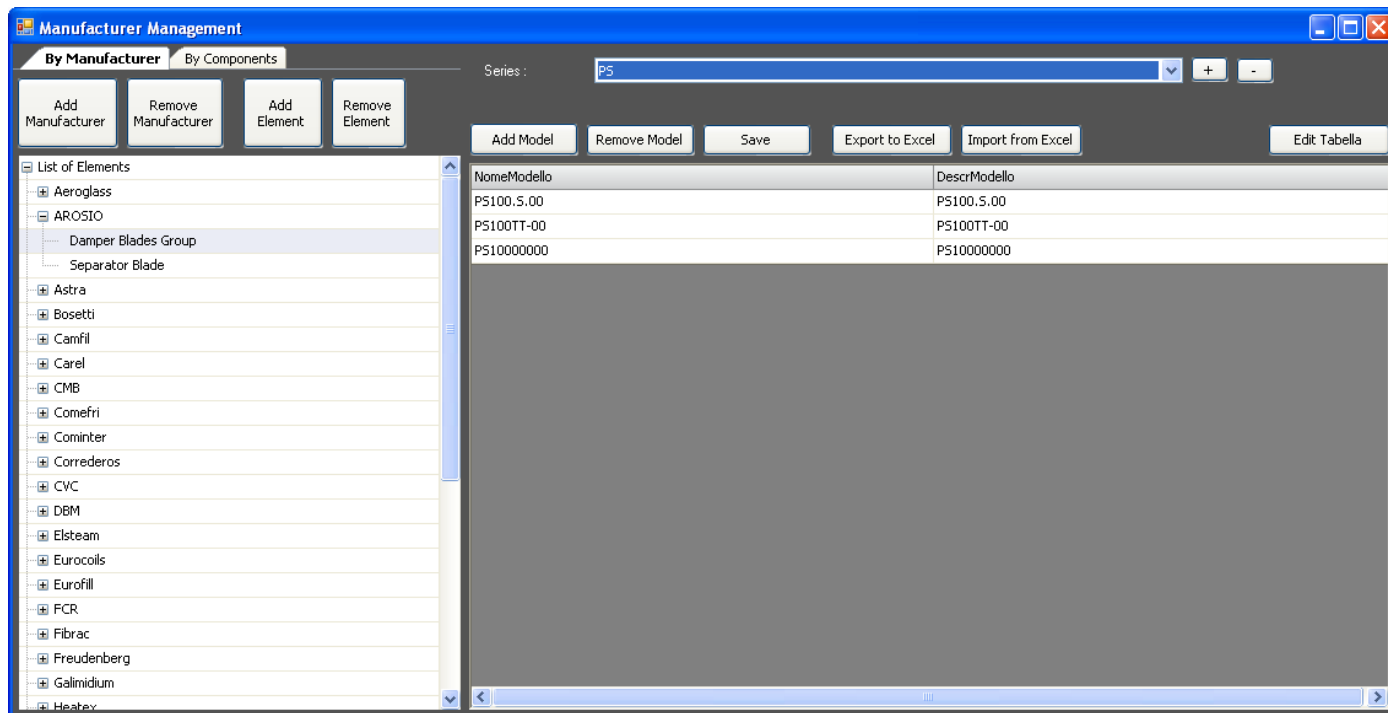 Manufacturer Management
By Manufacturer By Components
Series : PS + -
Add Manufacturer Remove Manufacturer Add Element Remove Element
Add Model Remove Model Save Export to Excel Import from Excel Edit Tabella
List of Elements
Aeroglass
AROSIO
Damper Blades Group
Separator Blade
Astra
Bosetti
Camfil
Carel
CMB
Comefri
Cominter
Correderos
CVC
DBM
Elsteam
Eurocoils
Eurofill
FCR
Fibrac
Freudenberg
Galimidium
Heatex
NomeModello DescrModello
PS100.S.00 PS100.S.00
PS100TT-00 PS100TT-00
PS10000000 PS10000000